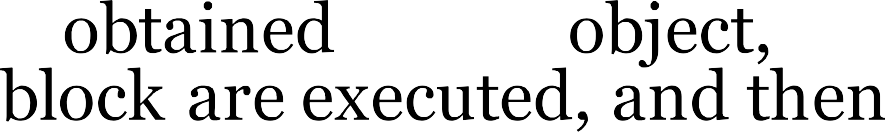 obtained object,
block are executed, and then